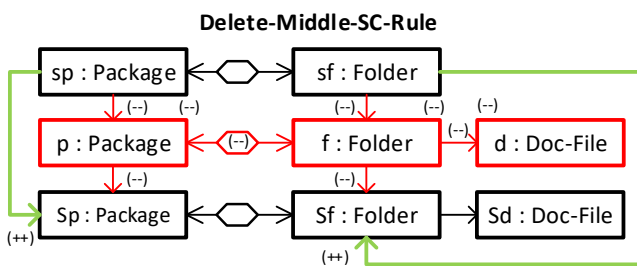 Delete-Middle-SC-Rule
sp : Package
sf : Folder
(--)
(--)
(--)
(--)
(--)
p : Package
(--)
f : Folder
(--)
d : Doc-File
(--)
(--)
Sp : Package
Sf : Folder
Sd : Doc-File
(++)
(++)